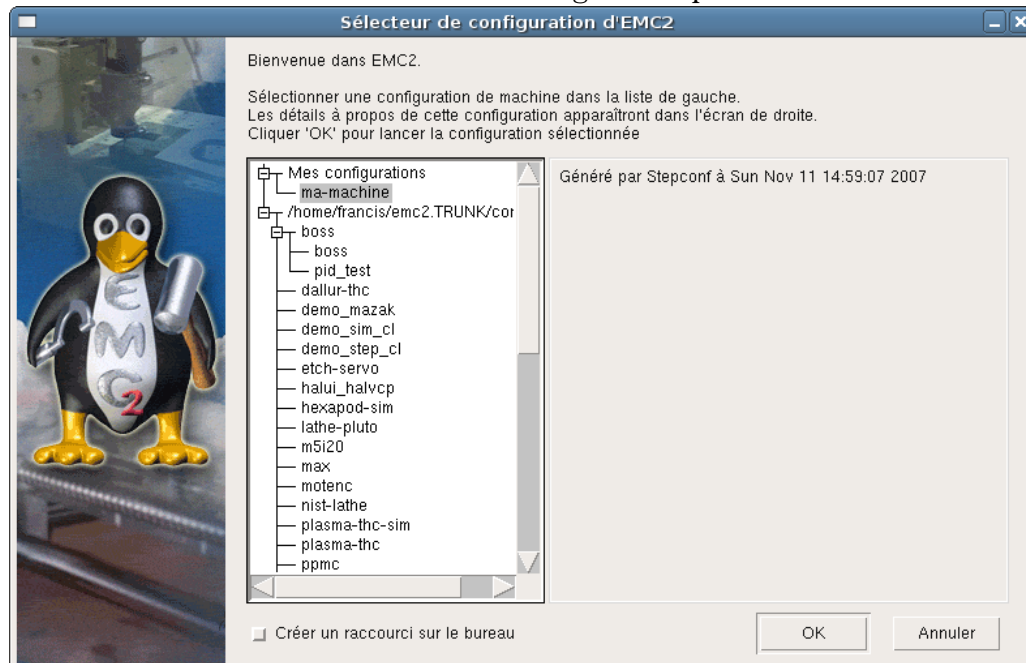 Sélecteur de configuration d'EMC2
Bienvenue dans EMC2.
Sélectionner une configuration de machine dans la liste de gauche.
Les détails à propos de cette configuration apparaîtront dans l'écran de droite.
Cliquer 'OK' pour lancer la configuration sélectionnée
Mes configurations
ma-machine
/home/francis/emc2.TRUNK/cor
boss
boss
pid_test
dallur-thc
demo_mazak
demo_sim_cl
demo_step_cl
etch-servo
halui_halvcp
hexapod-sim
lathe-pluto
m5i20
max
motenc
nist-lathe
plasma-thc-sim
plasma-thc
ppmc
Généré par Stepconf à Sun Nov 11 14:59:07 2007
EMC2
Créer un raccourci sur le bureau
OK
Annuler